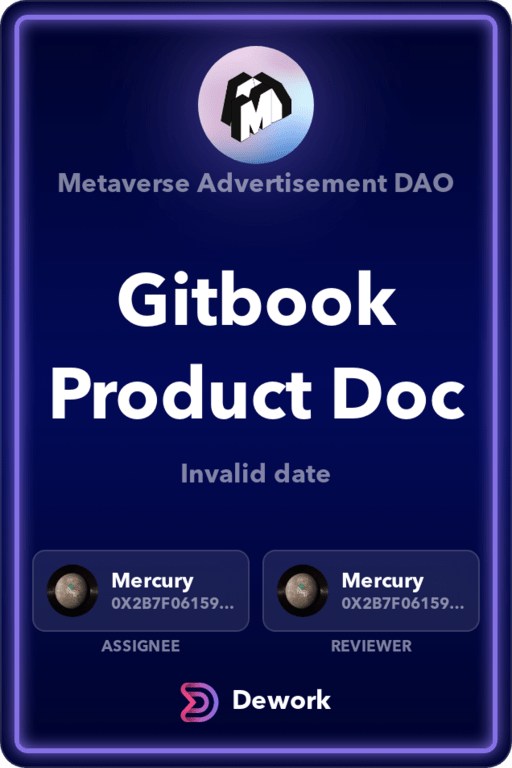 Metaverse Advertisement DAO
Gitbook
Product Doc
Invalid date
Mercury
0X2B7F06159...
ASSIGNEE
Mercury
0X2B7F06159...
REVIEWER
Dework